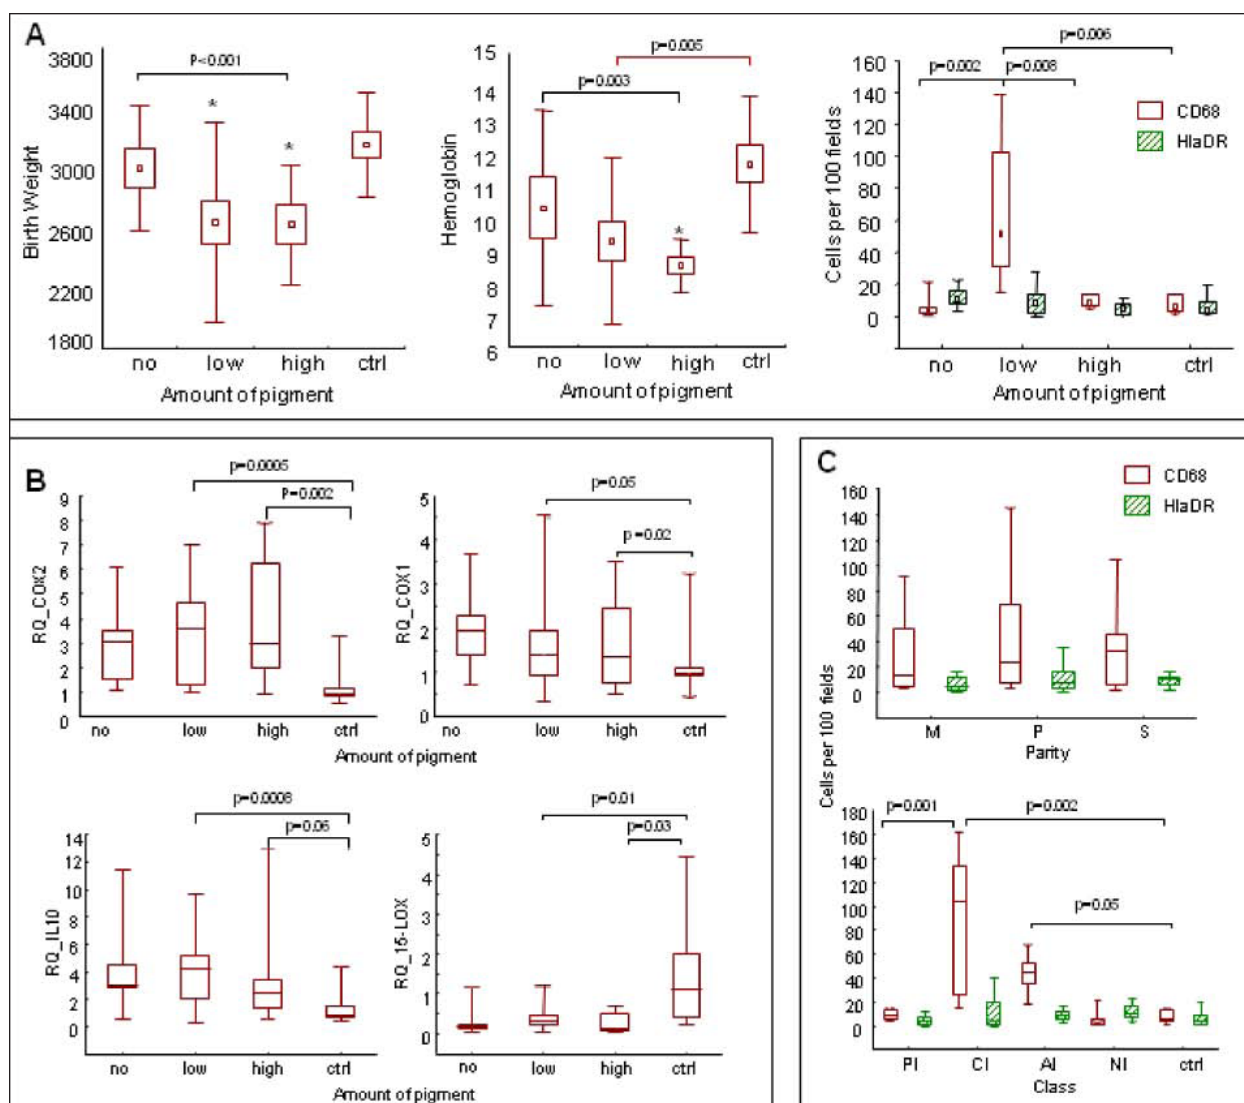 A
Birth Weight
3800
3400
3000
2600
2200
1800
P<0.001
*
*
no low high ctrl
Amount of pigment
Hemoglobin
15
14
13
12
11
10
9
8
7
6
p=0.005
p=0.003
*
no low high ctrl
Amount of pigment
Cells per 100 fields
160
140
120
100
80
60
40
20
0
p=0.006
p=0.002
p=0.008
CD68
HlaDR
no low high ctrl
Amount of pigment
B
RQ_COX2
9
8
7
6
5
4
3
2
1
0
p=0.0005
P=0.002
no low high ctrl
Amount of pigment
RQ_COX1
5
4
3
2
1
0
p=0.05
p =0.02
no low high ctrl
Amount of pigment
RQ_IL10
14
12
10
8
6
4
2
0
p=0.0008
p=0.06
no low high ctrl
Amount of pigment
RQ_15-LOX
5
4
3
2
1
0
p=0.01
p=0.03
no low high ctrl
C
CD68
HlaDR
Cells per 100 fields
160
140
120
100
80
60
40
20
0
M P S
Parity
180
160
140
120
100
80
60
40
20
0
p=0.001
p=0.002
p=0.05
PI CI AI NI ctrl
Class